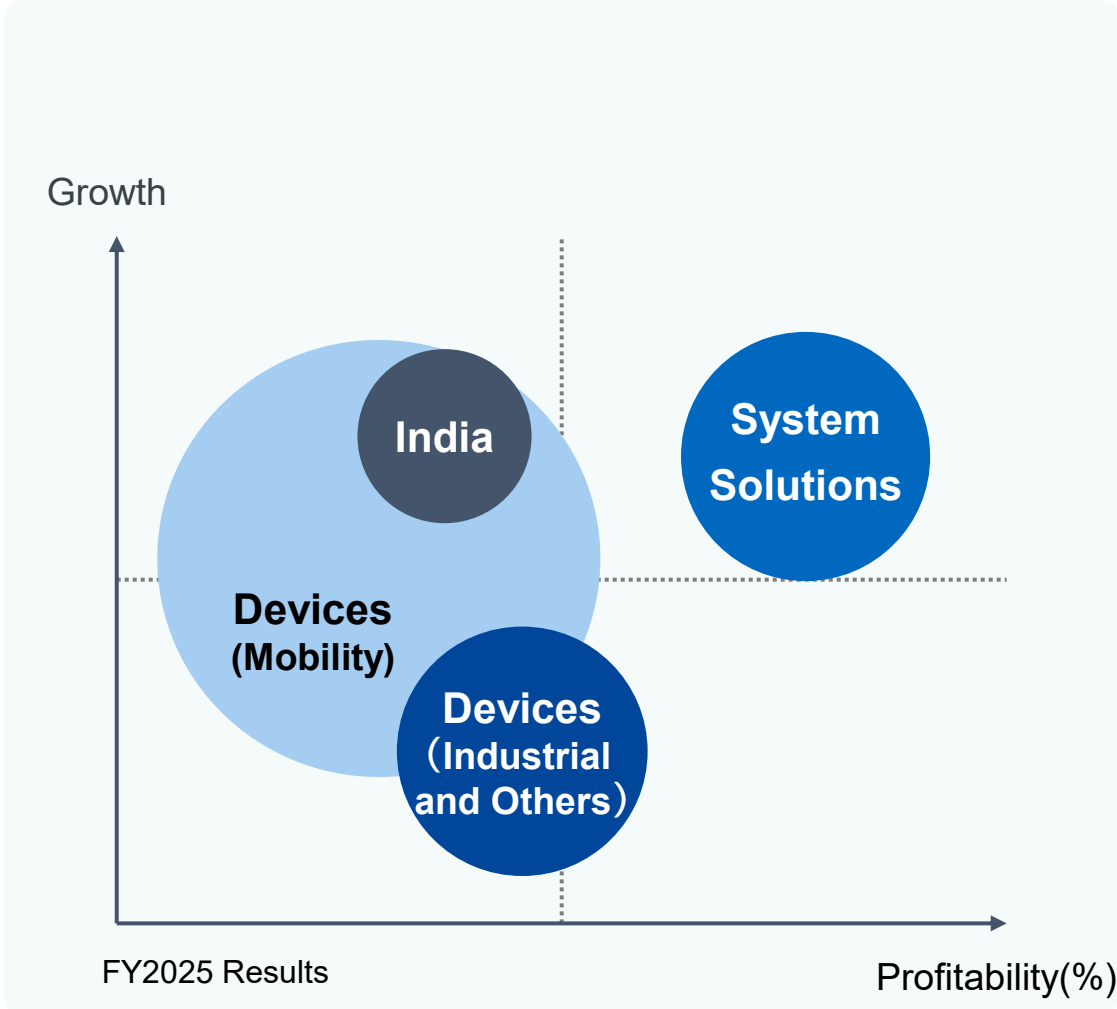 Growth
India
System
Solutions
Devices
(Mobility)
Devices
（Industrial
and Others）
FY2025 Results
Profitability(%)